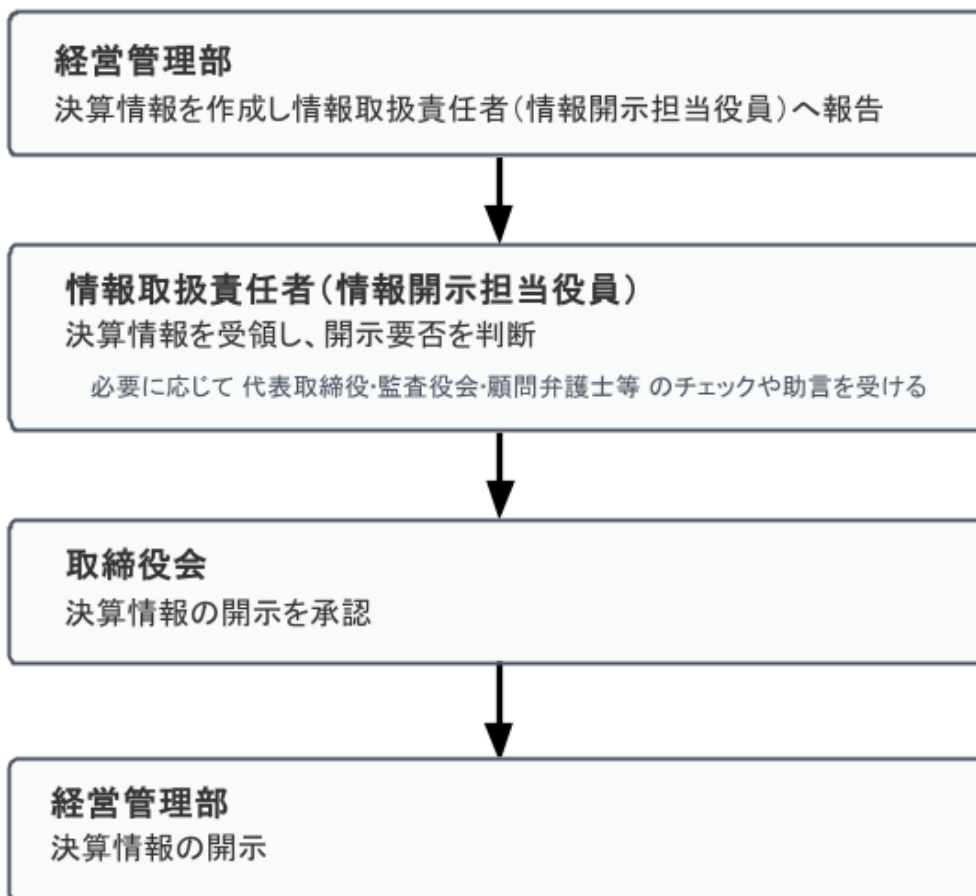 経営管理部
決算情報を作成し情報取扱責任者（情報開示担当役員）へ報告
情報取扱責任者（情報開示担当役員）
決算情報を受領し、開示要否を判断
必要に応じて 代表取締役・監査役会・顧問弁護士等 のチェックや助言を受ける
取締役会
決算情報の開示を承認
経営管理部
決算情報の開示